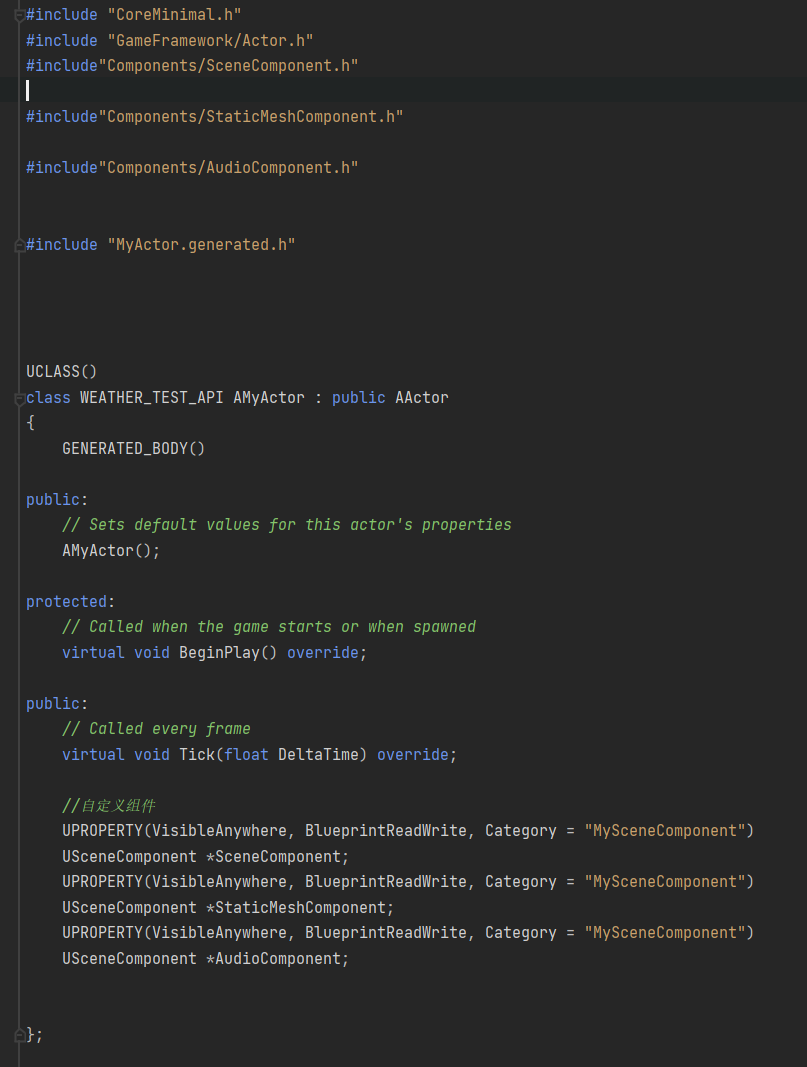 #include "CoreMinimal.h"
#include "GameFramework/Actor.h"
#include"Components/SceneComponent.h"
#include"Components/StaticMeshComponent.h"
#include"Components/AudioComponent.h"
#include "MyActor.generated.h"
UCLASS()
class WEATHER_TEST_API AMyActor : public AActor
{
    GENERATED_BODY()
public:
    // Sets default values for this actor's properties
    AMyActor();
protected:
    // Called when the game starts or when spawned
    virtual void BeginPlay() override;
public:
    // Called every frame
    virtual void Tick(float DeltaTime) override;
    //自定义组件
    UPROPERTY(VisibleAnywhere, BlueprintReadWrite, Category = "MySceneComponent")
    USceneComponent *SceneComponent;
    UPROPERTY(VisibleAnywhere, BlueprintReadWrite, Category = "MySceneComponent")
    USceneComponent *StaticMeshComponent;
    UPROPERTY(VisibleAnywhere, BlueprintReadWrite, Category = "MySceneComponent")
    USceneComponent *AudioComponent;
};